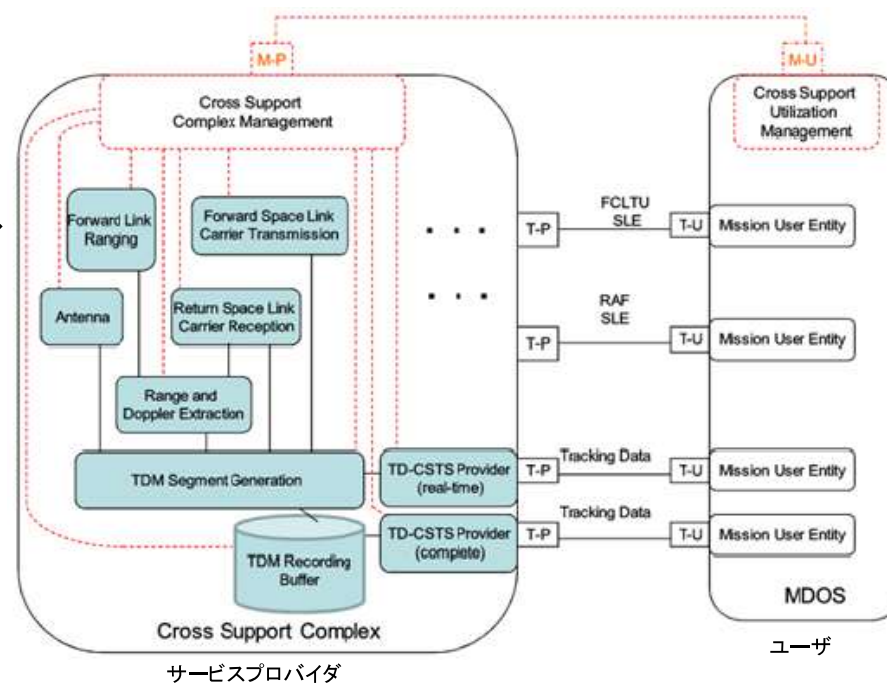 M-P
M-U
Cross Support
Complex Management
Cross Support
Utilization
Management
Forward Link
Ranging
Forward Space Link
Carrier Transmission
. . .
T-P
FCLTU
SLE
T-U
Mission User Entity
Antenna
Return Space Link
Carrier Reception
. . .
T-P
RAF
SLE
T-U
Mission User Entity
Range and
Doppler Extraction
TDM Segment Generation
TD-CSTS Provider
(real-time)
T-P
Tracking Data
T-U
Mission User Entity
TDM Recording
Buffer
TD-CSTS Provider
(complete)
T-P
Tracking Data
T-U
Mission User Entity
MDOS
Cross Support Complex
サービスプロバイダ
ユーザ